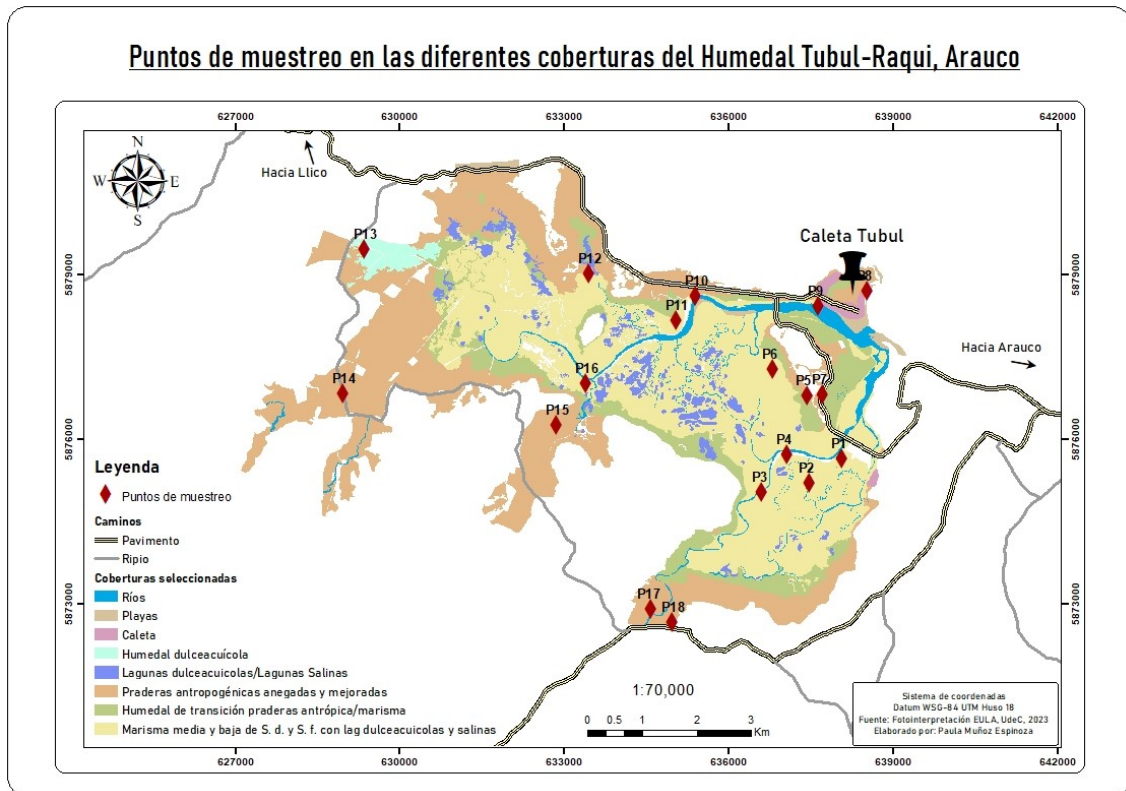 Puntos de muestreo en las diferentes coberturas del Humedal Tubul-Raqui, Arauco
627000 630000 633000 636000 639000 642000
N
W E
S
Hacia Llico
P13
Caleta Tubul
5879000 5879000
P12
P8
P10
P9
P11
Hacia Arauco
P6
P16
P14
P5 P7
P15
5876000 5876000
P4
P1
P2
P3
Leyenda
Puntos de muestreo
Caminos
Pavimento
Ripio
Coberturas seleccionadas
Ríos
Playas
Caleta
Humedal dulceacuícola
Lagunas dulceacuicolas/Lagunas Salinas
Praderas antropogénicas anegadas y mejoradas
Humedal de transición praderas antrópica/marisma
Marisma media y baja de S. d. y S. f. con lag dulceacuicolas y salinas
5873000 5873000
P17
P18
1:70,000
0 0.5 1 2 3
Km
Sistema de coordenadas
Datum WSG-84 UTM Huso 18
Fuente: Fotointerpretación EULA, UdeC, 2023
Elaborado por: Paula Muñoz Espinoza
627000 630000 633000 636000 639000 642000